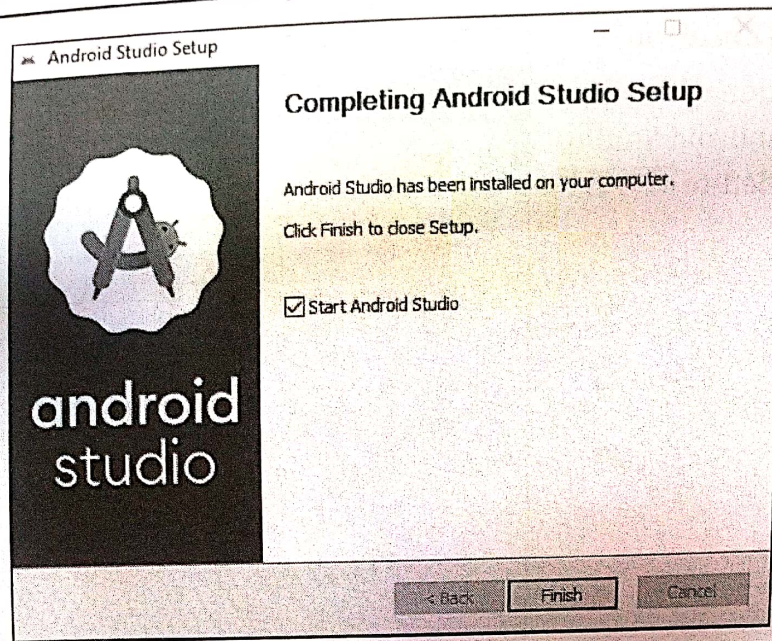 Android Studio Setup
Completing Android Studio Setup
Android Studio has been installed on your computer.
Click Finish to close Setup.
Start Android Studio
android
studio
< Back
Finish
Cancel